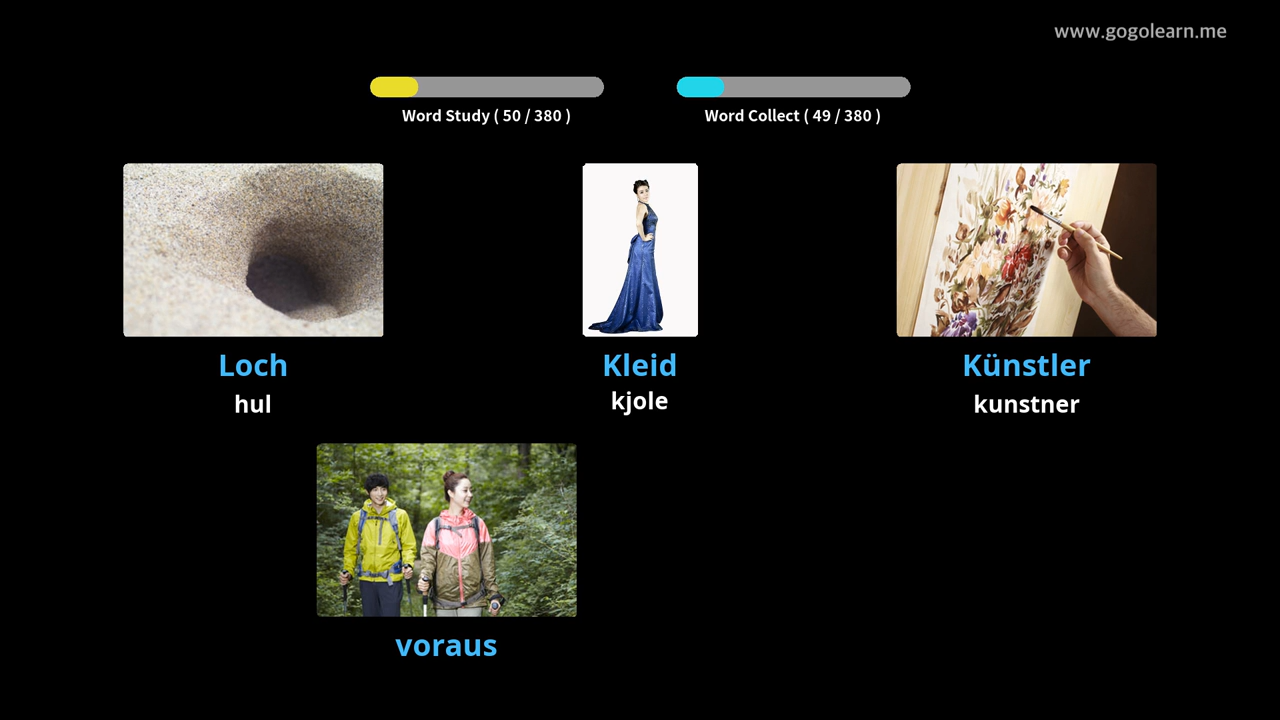 www.gogolearn.me
Word Study ( 50 / 380 )
Word Collect ( 49 / 380 )
Loch
hul
Kleid
kjole
Künstler
kunstner
voraus